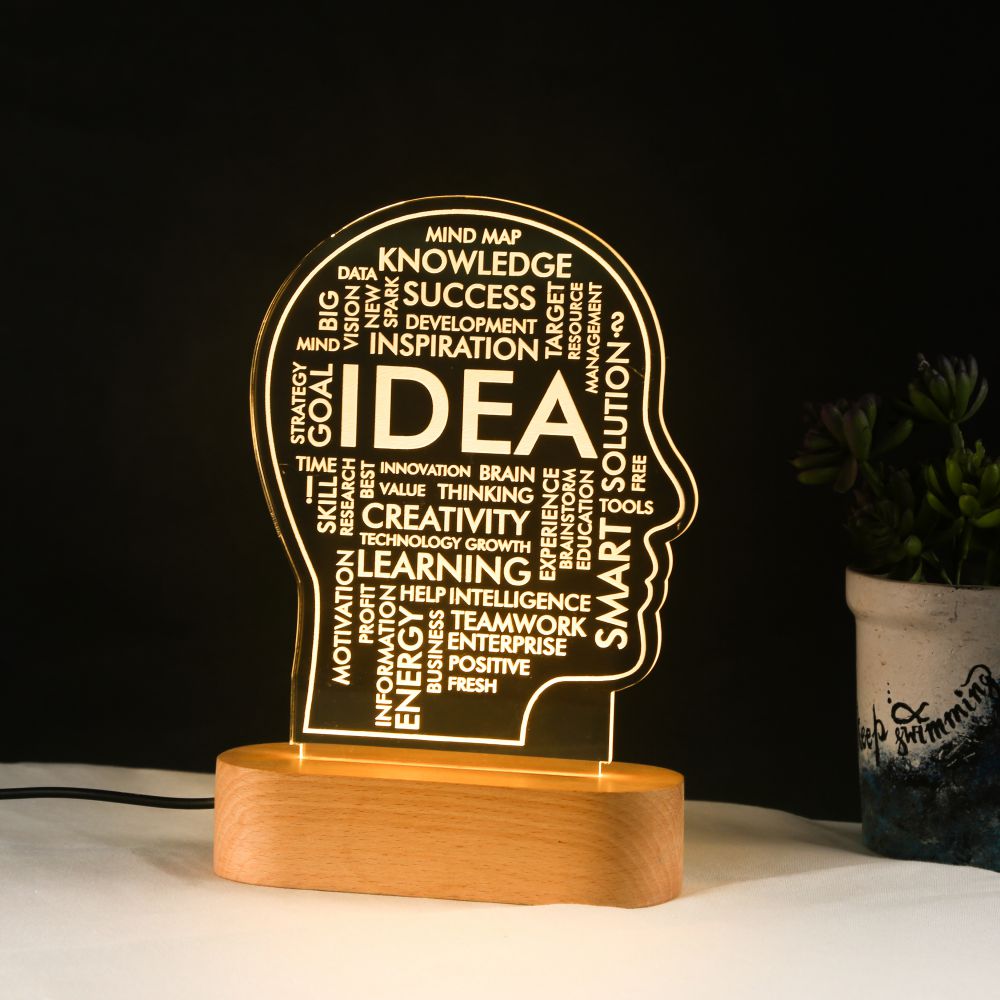 MIND MAP
KNOWLEDGE
DATA
SUCCESS
BIG
VISION
NEW
SPARK
DEVELOPMENT
TARGET
RESOURCE
MANAGEMENT
MIND
INSPIRATION
STRATEGY
GOAL
IDEA
SOLUTION?
TIME
!
SKILL
RESEARCH
BEST
INNOVATION
BRAIN
VALUE
THINKING
EXPERIENCE
BRAINSTORM
EDUCATION
FREE
TOOLS
CREATIVITY
TECHNOLOGY GROWTH
LEARNING
SMART
MOTIVATION
PROFIT
INFORMATION
ENERGY
HELP
INTELLIGENCE
BUSINESS
TEAMWORK
ENTERPRISE
POSITIVE
FRESH
swimming